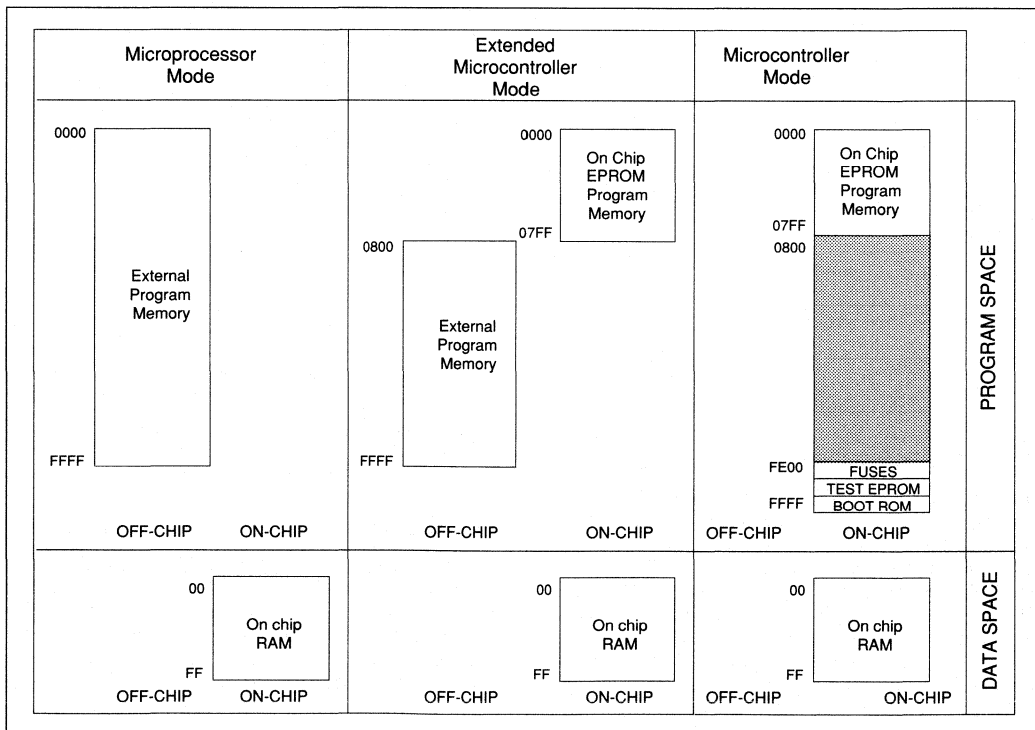 Microprocessor
Mode
Extended
Microcontroller
Mode
Microcontroller
Mode
0000
External
Program
Memory
FFFF
OFF-CHIP ON-CHIP
0000
On Chip
EPROM
Program
Memory
07FF
0800
External
Program
Memory
FFFF
OFF-CHIP ON-CHIP
0000
On Chip
EPROM
Program
Memory
07FF
0800
FE00
FUSES
TEST EPROM
FFFF
BOOT ROM
OFF-CHIP ON-CHIP
PROGRAM SPACE
00
On chip
RAM
FF
OFF-CHIP ON-CHIP
00
On chip
RAM
FF
OFF-CHIP ON-CHIP
00
On chip
RAM
FF
OFF-CHIP ON-CHIP
DATA SPACE